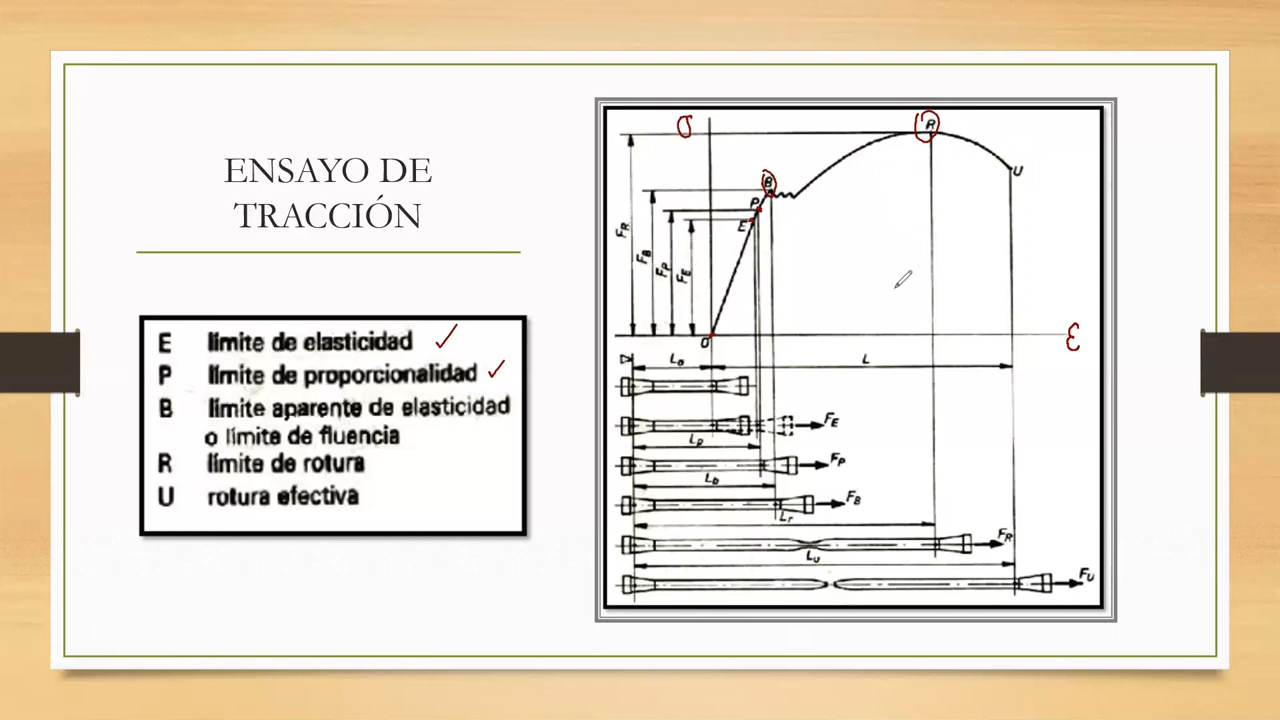 ENSAYO DE
TRACCIÓN
E límite de elasticidad
P límite de proporcionalidad
B límite aparente de elasticidad
o límite de fluencia
R límite de rotura
U rotura efectiva
σ
R
B
U
P
E
F_R
F_B
F_P
F_E
O
ε
L_o
L
F_E
L_p
F_P
L_b
F_B
L_r
F_R
L_u
F_U